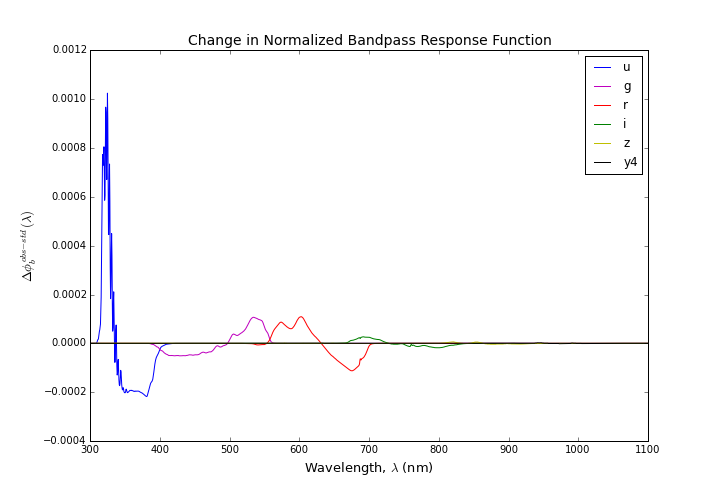 Change in Normalized Bandpass Response Function
0.0012
0.0010
0.0008
0.0006
0.0004
0.0002
0.0000
−0.0002
−0.0004
Δϕ_b^{obs−std}(λ)
u
g
r
i
z
y4
300 400 500 600 700 800 900 1000 1100
Wavelength, λ (nm)